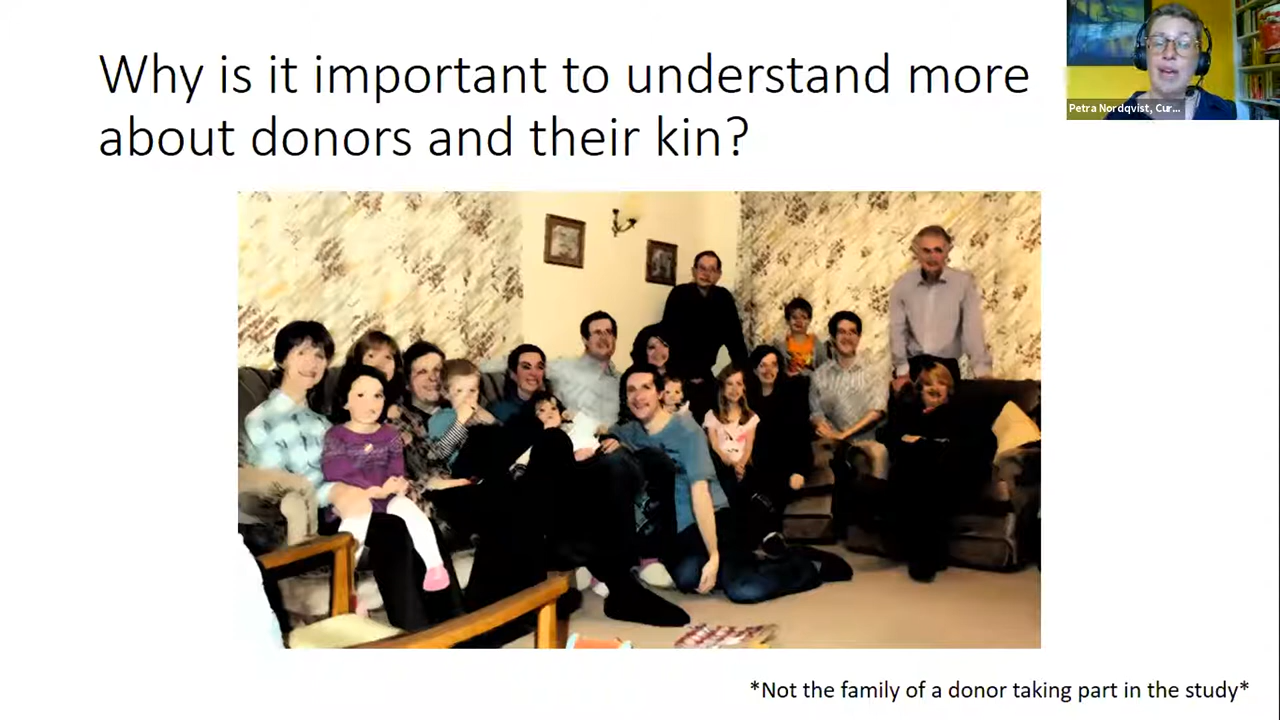 Why is it important to understand more
about donors and their kin?
Petra Nordqvist, Cur...
*Not the family of a donor taking part in the study*